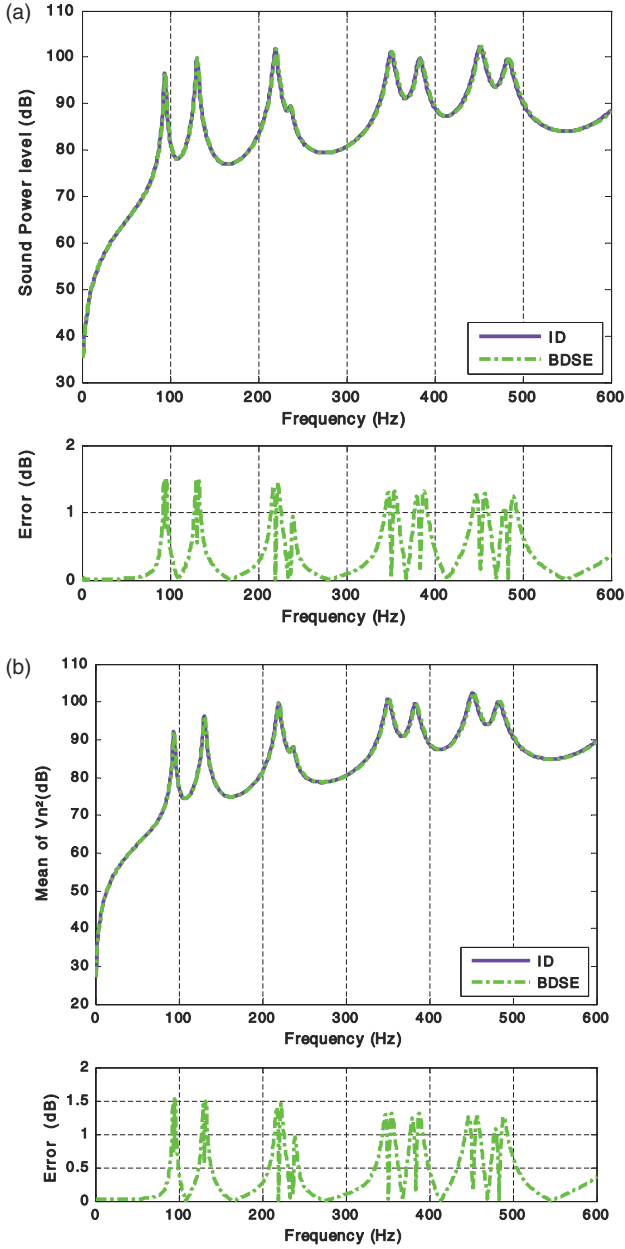 (a)
110
100
90
80
70
60
50
40
30
Sound Power level (dB)
ID
BDSE
0 100 200 300 400 500 600
Frequency (Hz)
2
1
0
Error (dB)
0 100 200 300 400 500 600
Frequency (Hz)
(b)
110
100
90
80
70
60
50
40
30
20
Mean of Vn²(dB)
ID
BDSE
0 100 200 300 400 500 600
Frequency (Hz)
2
1.5
1
0.5
0
Error (dB)
0 100 200 300 400 500 600
Frequency (Hz)